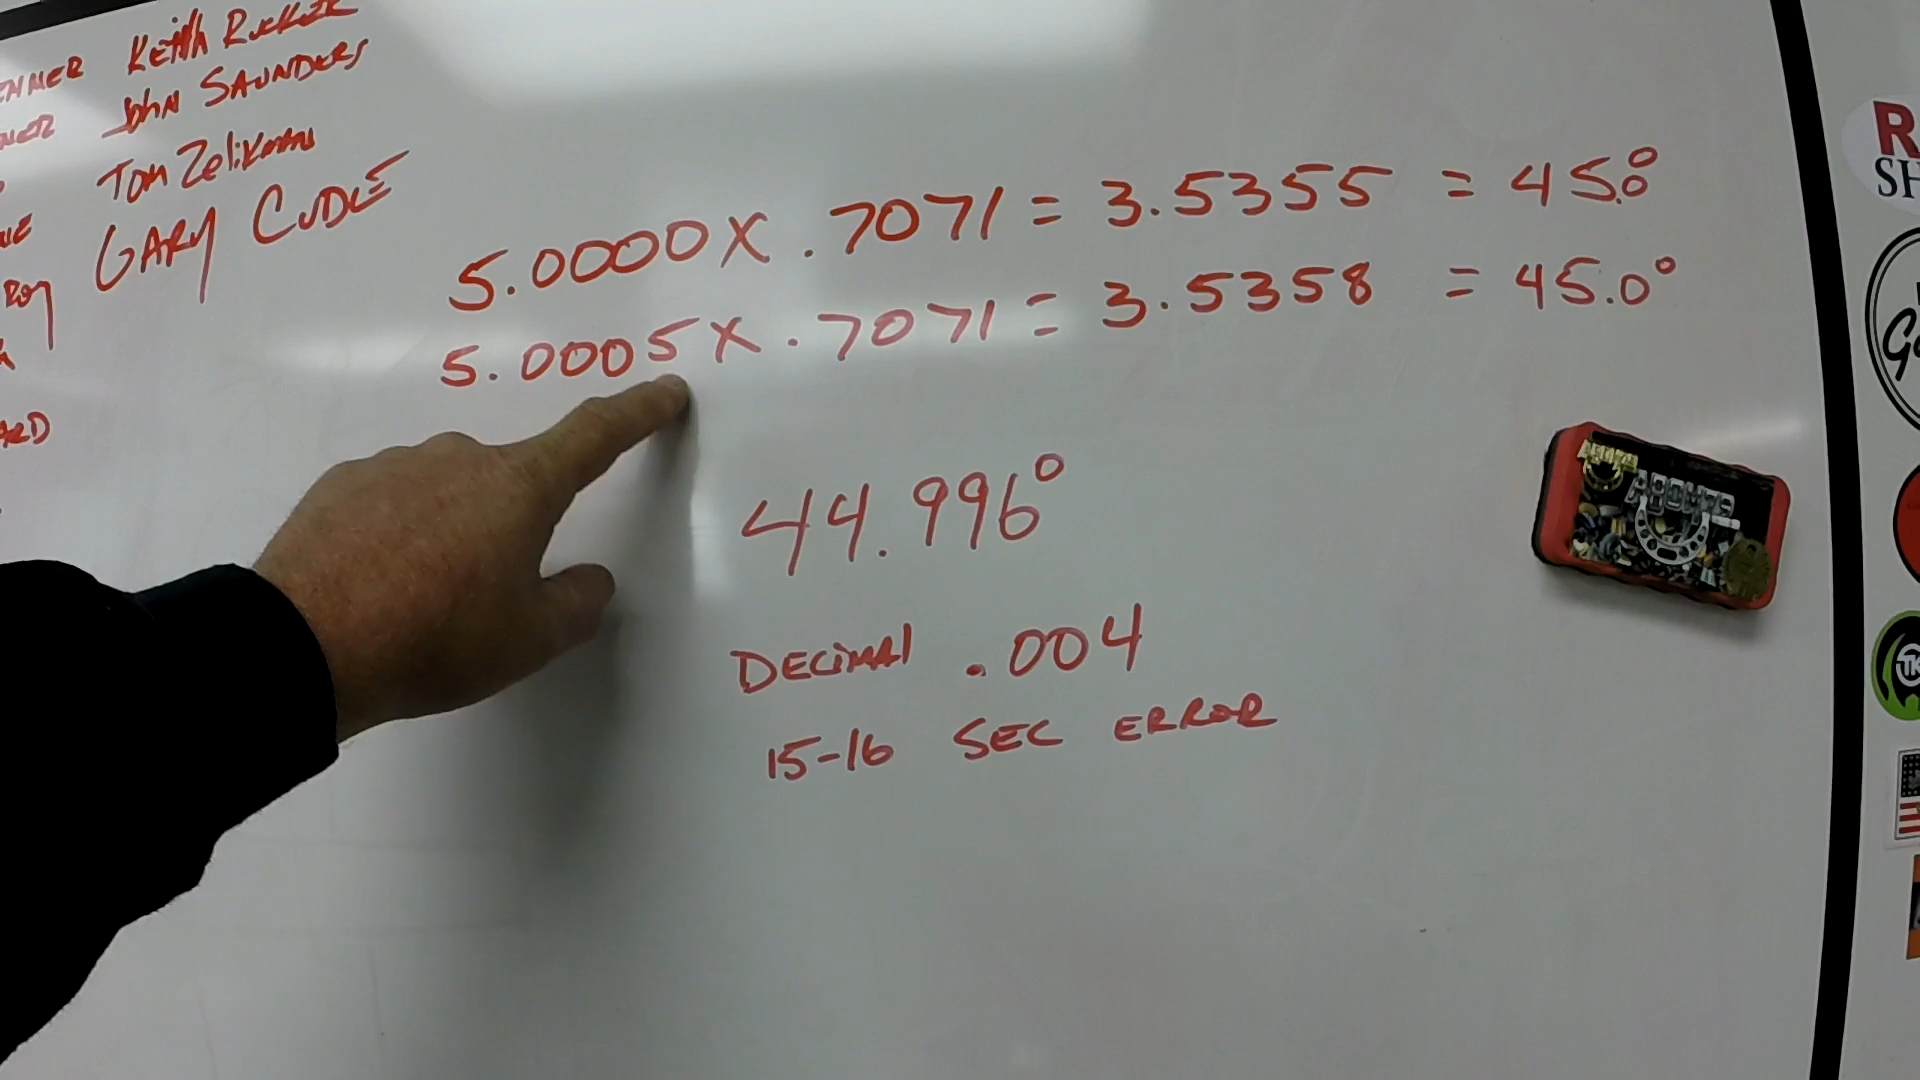 Keith Rucker
John SAUNDERS
Tom Zelikman
GARY CUDLE
5.0000 X .7071 = 3.5355 = 45.0°
5.0005 X .7071 = 3.5358 = 45.0°
44.996°
DECIMAL .004
15-16 SEC ERROR